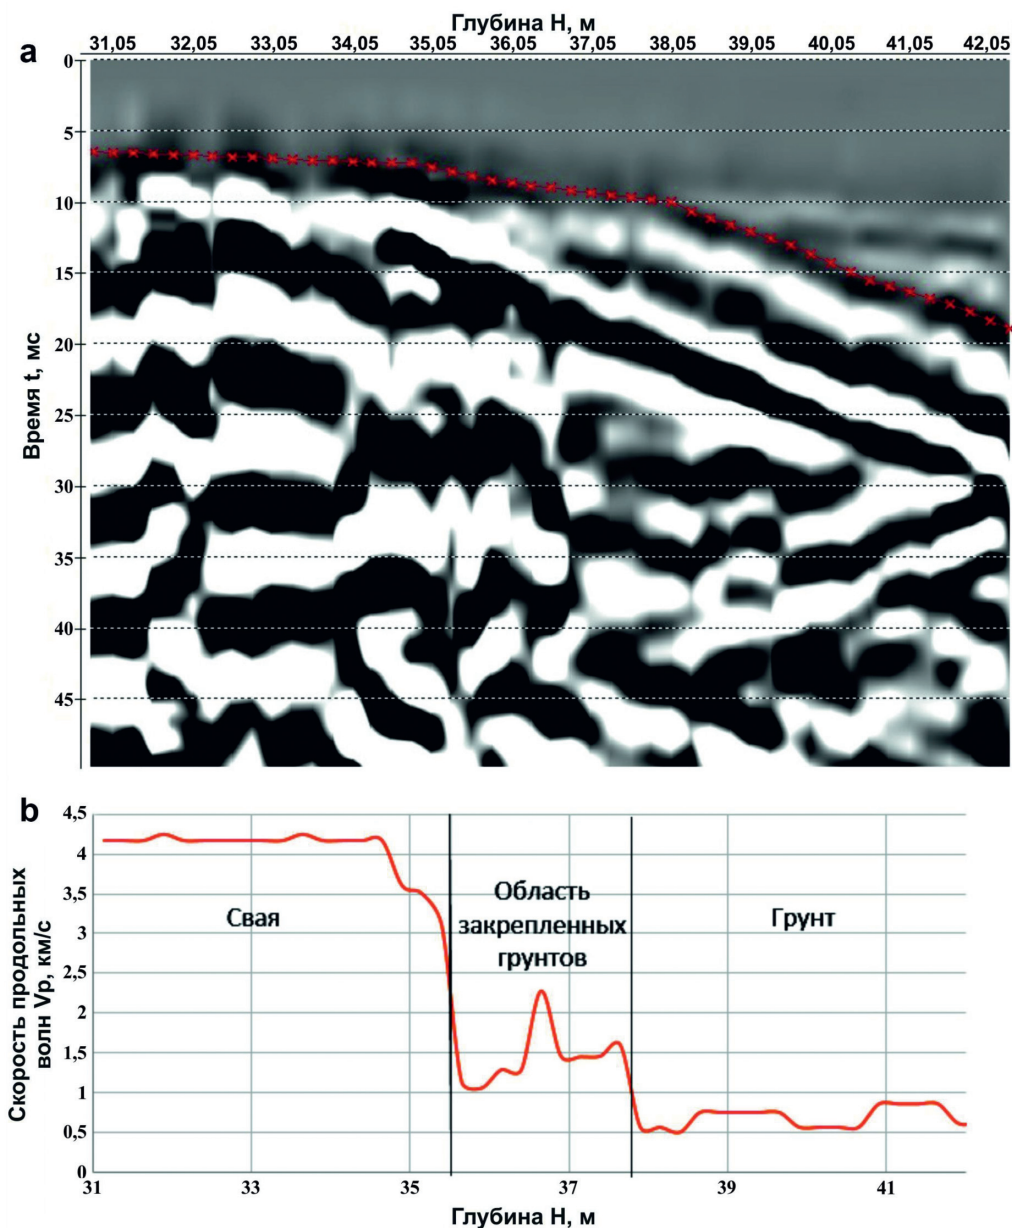 Глубина H, м
a
31,05 32,05 33,05 34,05 35,05 36,05 37,05 38,05 39,05 40,05 41,05 42,05
0
5
10
15
20
25
30
35
40
45
Время t, мс
b
4,5
4
3,5
3
2,5
2
1,5
1
0,5
0
Скорость продольных
волн Vp, км/с
Свая
Область
закрепленных
грунтов
Грунт
31 33 35 37 39 41
Глубина H, м